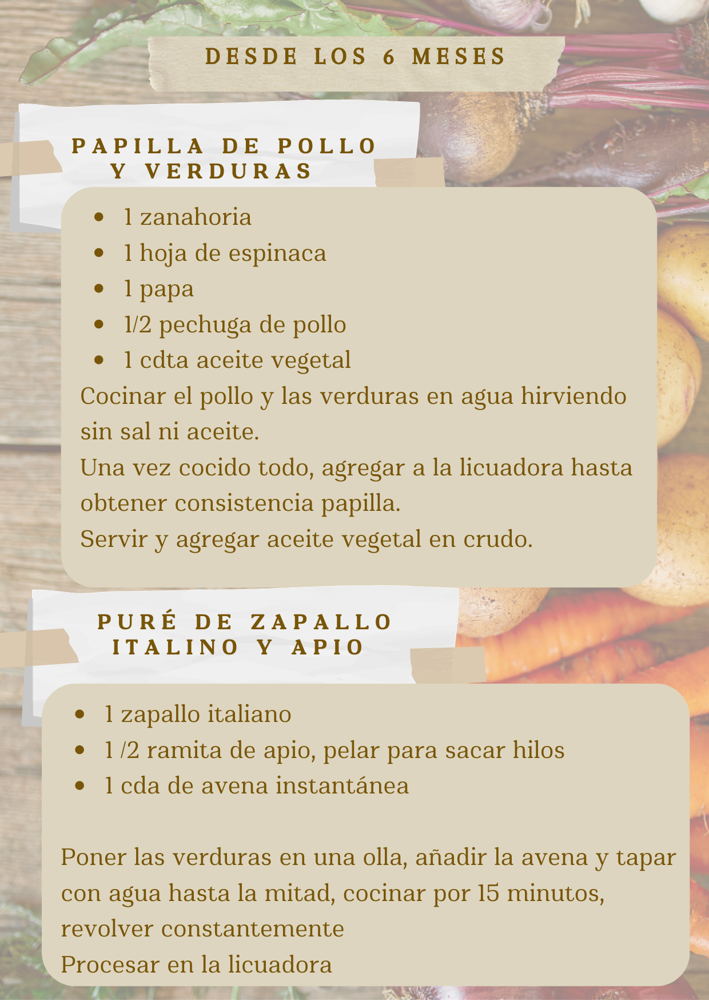 DESDE LOS 6 MESES
PAPILLA DE POLLO
Y VERDURAS
• 1 zanahoria
• 1 hoja de espinaca
• 1 papa
• 1/2 pechuga de pollo
• 1 cdta aceite vegetal
Cocinar el pollo y las verduras en agua hirviendo
sin sal ni aceite.
Una vez cocido todo, agregar a la licuadora hasta
obtener consistencia papilla.
Servir y agregar aceite vegetal en crudo.
PURÉ DE ZAPALLO
ITALINO Y APIO
• 1 zapallo italiano
• 1 /2 ramita de apio, pelar para sacar hilos
• 1 cda de avena instantánea
Poner las verduras en una olla, añadir la avena y tapar
con agua hasta la mitad, cocinar por 15 minutos,
revolver constantemente
Procesar en la licuadora